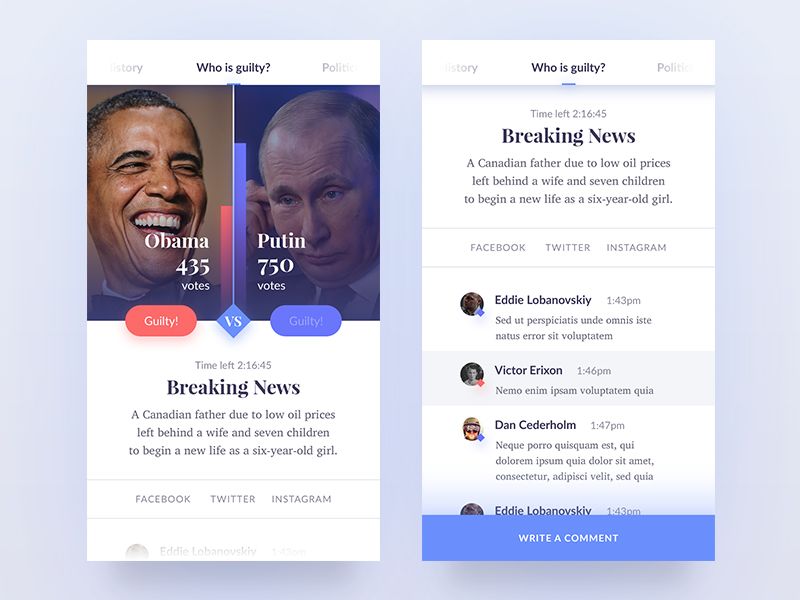 istory Who is guilty? Politic
Obama Putin
435 750
votes votes
Guilty! VS Guilty!
Time left 2:16:45
Breaking News
A Canadian father due to low oil prices
left behind a wife and seven children
to begin a new life as a six-year-old girl.
FACEBOOK TWITTER INSTAGRAM
Eddie Lobanovskiy 1:43pm
istory Who is guilty? Politic
Time left 2:16:45
Breaking News
A Canadian father due to low oil prices
left behind a wife and seven children
to begin a new life as a six-year-old girl.
FACEBOOK TWITTER INSTAGRAM
Eddie Lobanovskiy 1:43pm
Sed ut perspiciatis unde omnis iste
natus error sit voluptatem
Victor Erixon 1:46pm
Nemo enim ipsam voluptatem quia
Dan Cederholm 1:47pm
Neque porro quisquam est, qui
dolorem ipsum quia dolor sit amet,
consectetur, adipisci velit, sed quia
Eddie Lobanovskiy 1:43pm
WRITE A COMMENT